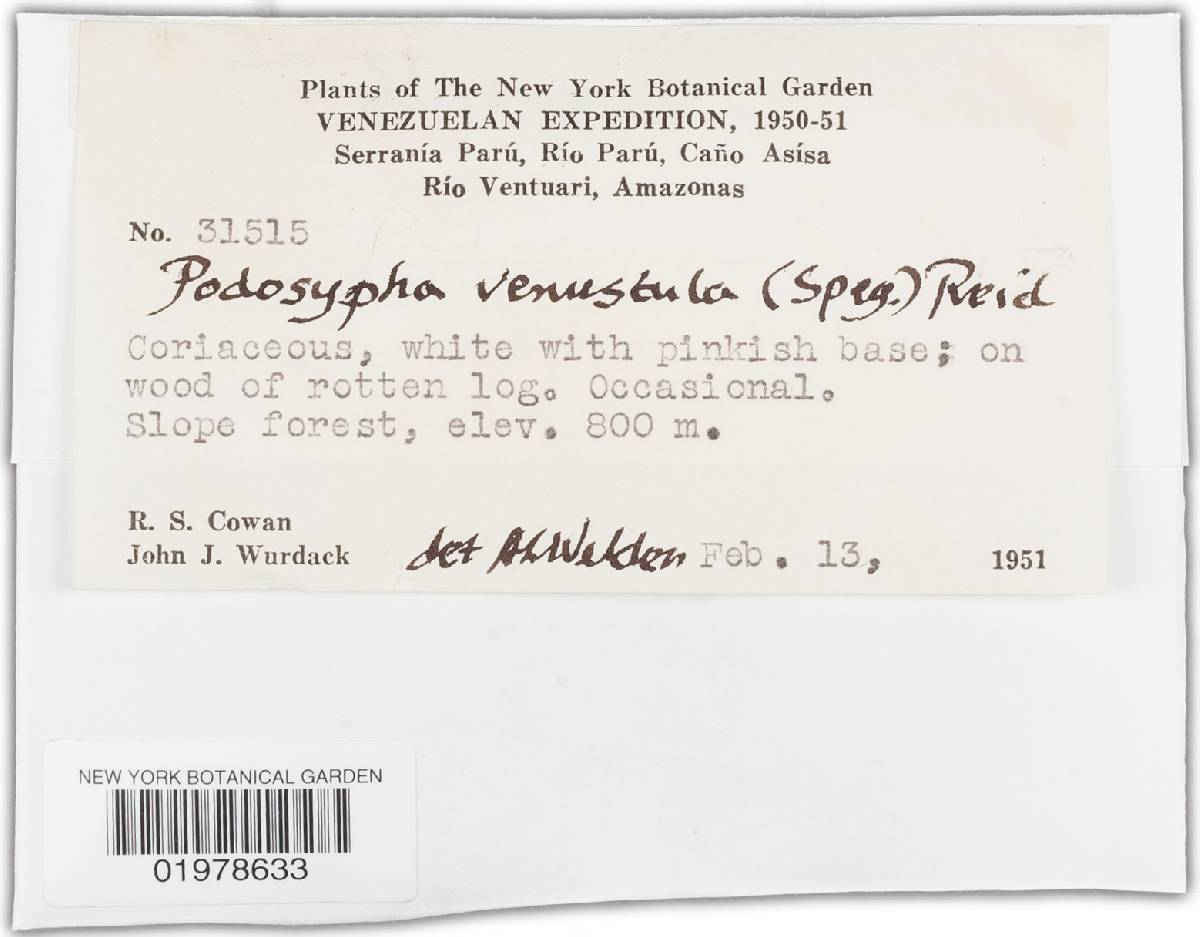 Plants of The New York Botanical Garden
VENEZUELAN EXPEDITION, 1950-51
Serranía Parú, Río Parú, Caño Asísa
Río Ventuari, Amazonas
No. 31515
Podosypha venustula (Speg.) Reid
Coriaceous, white with pinkish base; on
wood of rotten log. Occasional.
Slope forest, elev. 800 m.
R. S. Cowan
John J. Wurdack det ALWelden Feb. 13, 1951
NEW YORK BOTANICAL GARDEN
01978633